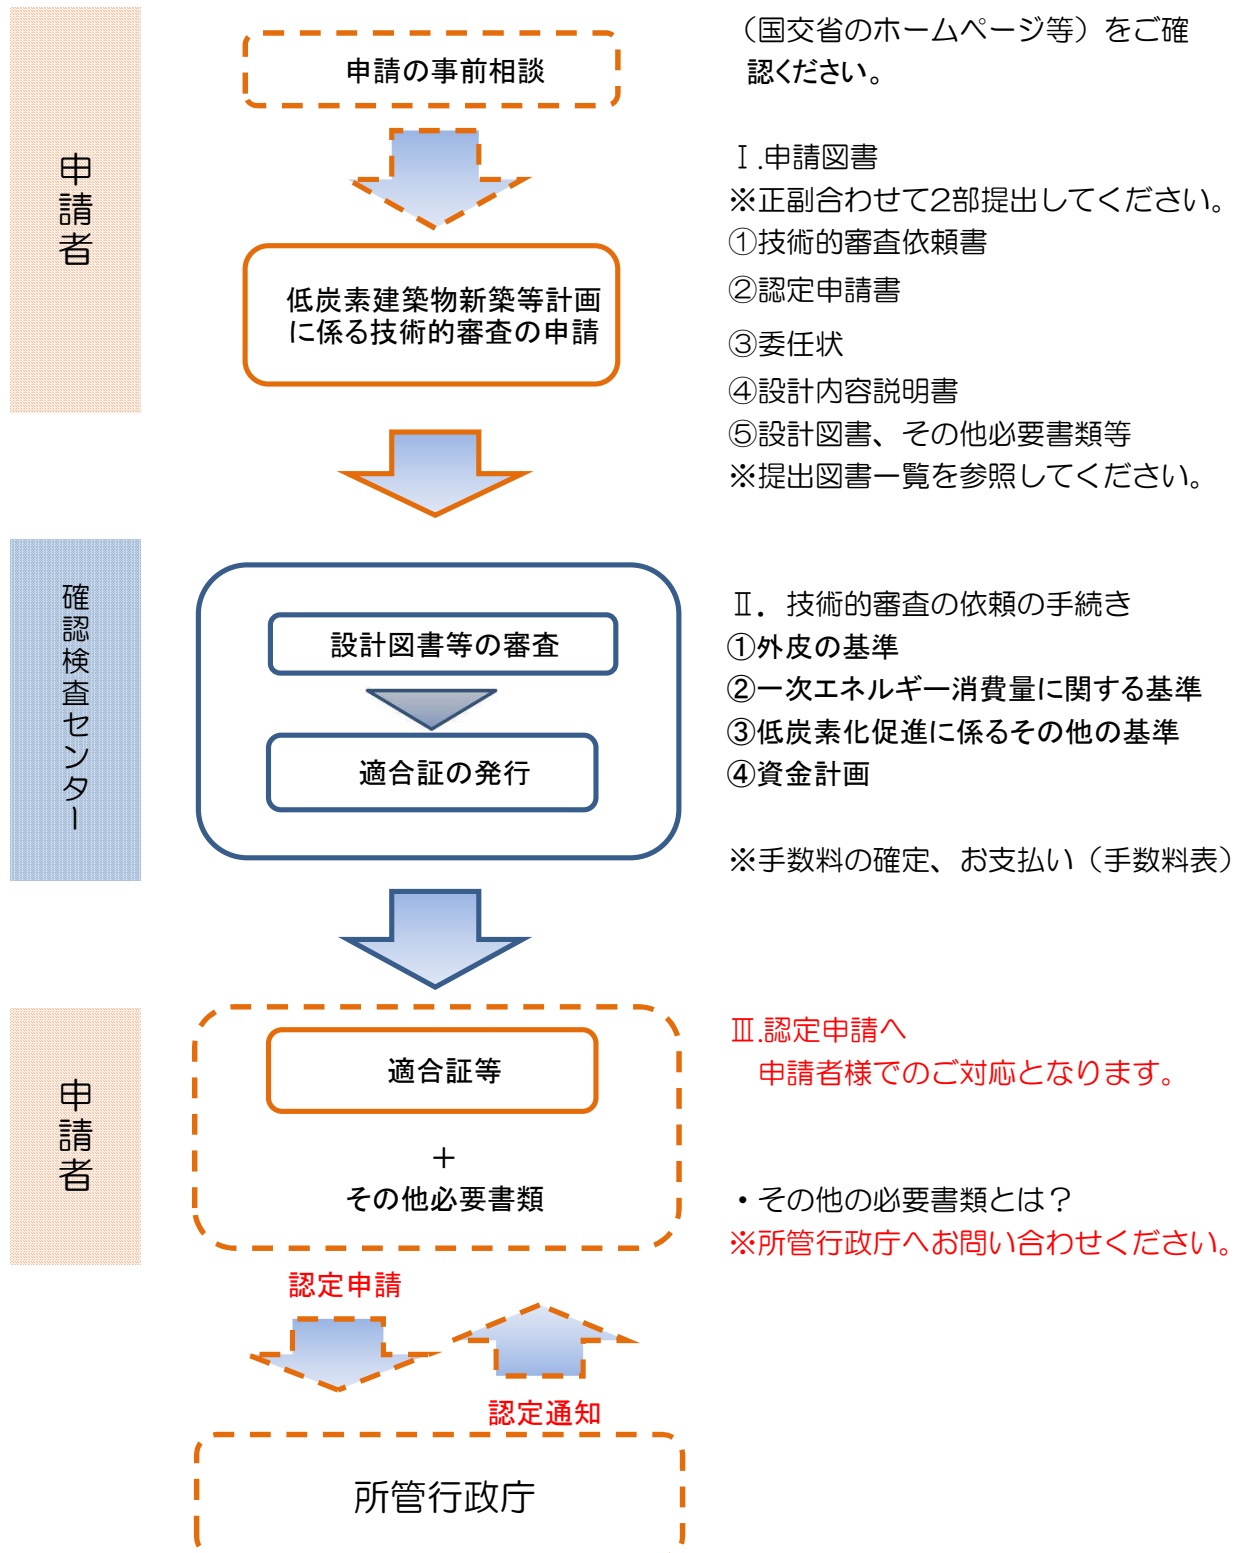 申請者
申請の事前相談
低炭素建築物新築等計画
に係る技術的審査の申請
（国交省のホームページ等）をご確
認ください。
Ⅰ.申請図書
※正副合わせて2部提出してください。
①技術的審査依頼書
②認定申請書
③委任状
④設計内容説明書
⑤設計図書、その他必要書類等
※提出図書一覧を参照してください。
確認検査センター
設計図書等の審査
適合証の発行
Ⅱ．技術的審査の依頼の手続き
①外皮の基準
②一次エネルギー消費量に関する基準
③低炭素化促進に係るその他の基準
④資金計画
※手数料の確定、お支払い（手数料表）
申請者
適合証等
＋
その他必要書類
Ⅲ.認定申請へ
申請者様でのご対応となります。
・その他の必要書類とは？
※所管行政庁へお問い合わせください。
認定申請
認定通知
所管行政庁